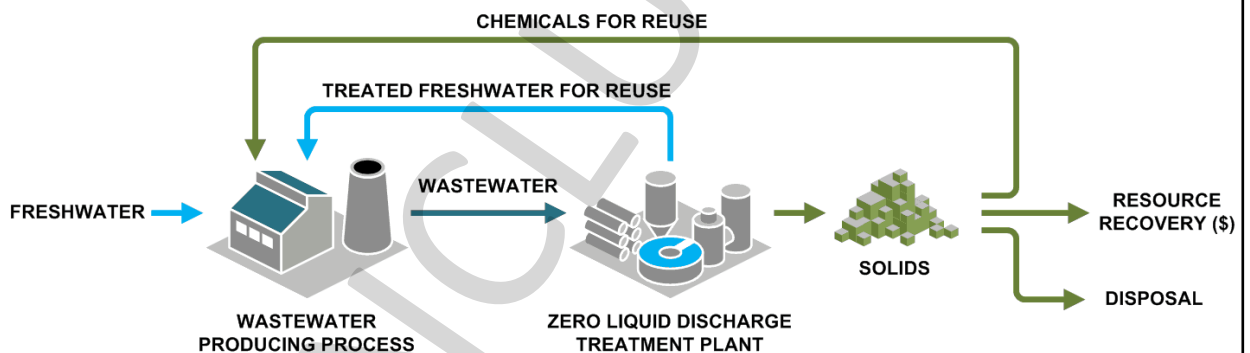 CHEMICALS FOR REUSE
TREATED FRESHWATER FOR REUSE
WASTEWATER
FRESHWATER
RESOURCE
RECOVERY ($)
SOLIDS
DISPOSAL
WASTEWATER
PRODUCING PROCESS
ZERO LIQUID DISCHARGE
TREATMENT PLANT